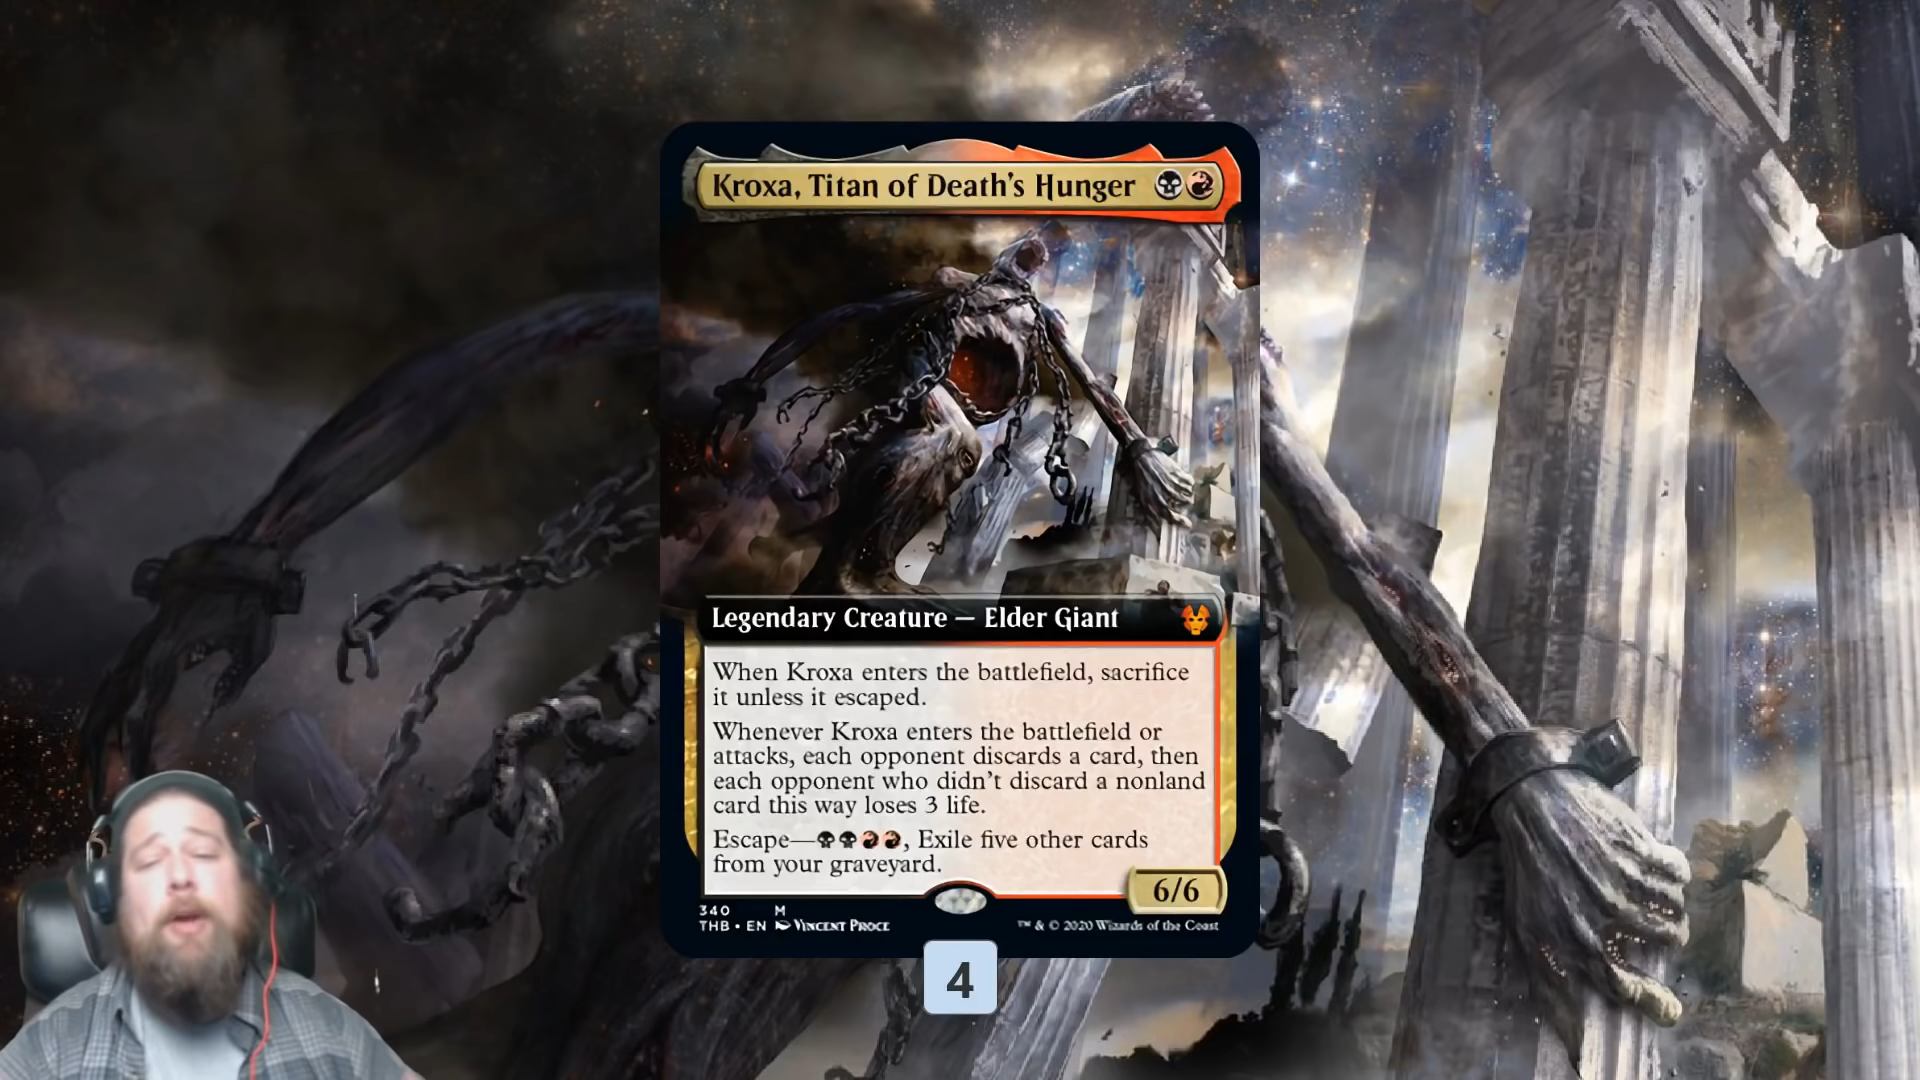 Kroxa, Titan of Death's Hunger
Legendary Creature — Elder Giant
When Kroxa enters the battlefield, sacrifice
it unless it escaped.
Whenever Kroxa enters the battlefield or
attacks, each opponent discards a card, then
each opponent who didn't discard a nonland
card this way loses 3 life.
Escape—, Exile five other cards
from your graveyard.
6/6
340 M
THB • EN Vincent Proce
™ & © 2020 Wizards of the Coast
4